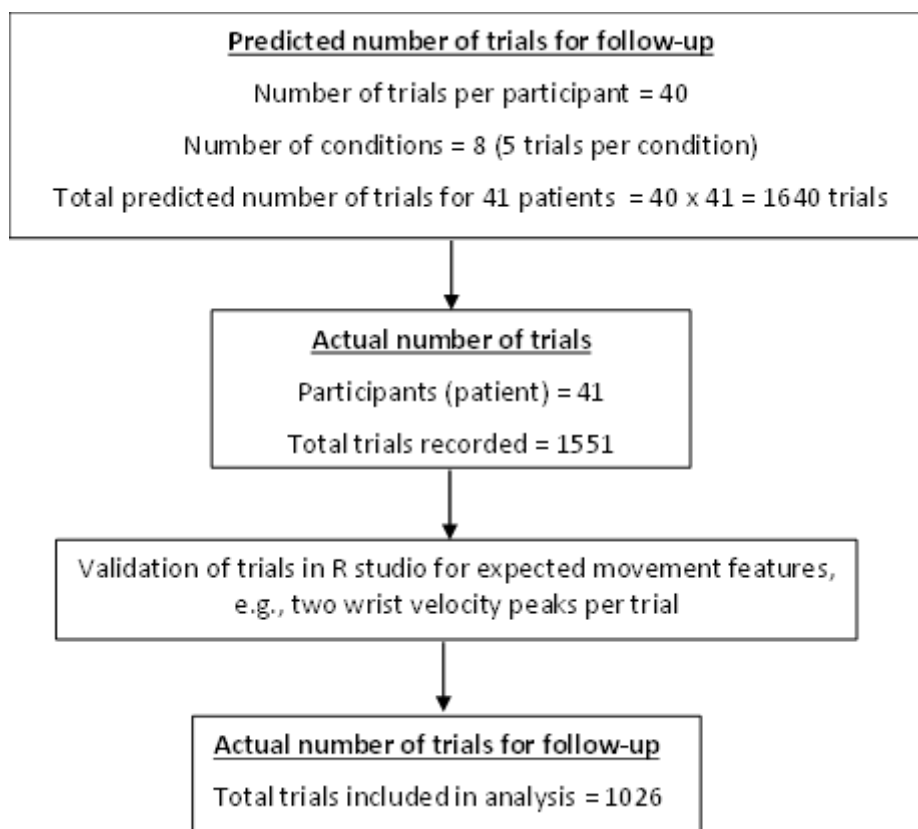 Predicted number of trials for follow-up
Number of trials per participant = 40
Number of conditions = 8 (5 trials per condition)
Total predicted number of trials for 41 patients = 40 x 41 = 1640 trials
Actual number of trials
Participants (patient) = 41
Total trials recorded = 1551
Validation of trials in R studio for expected movement features,
e.g., two wrist velocity peaks per trial
Actual number of trials for follow-up
Total trials included in analysis = 1026